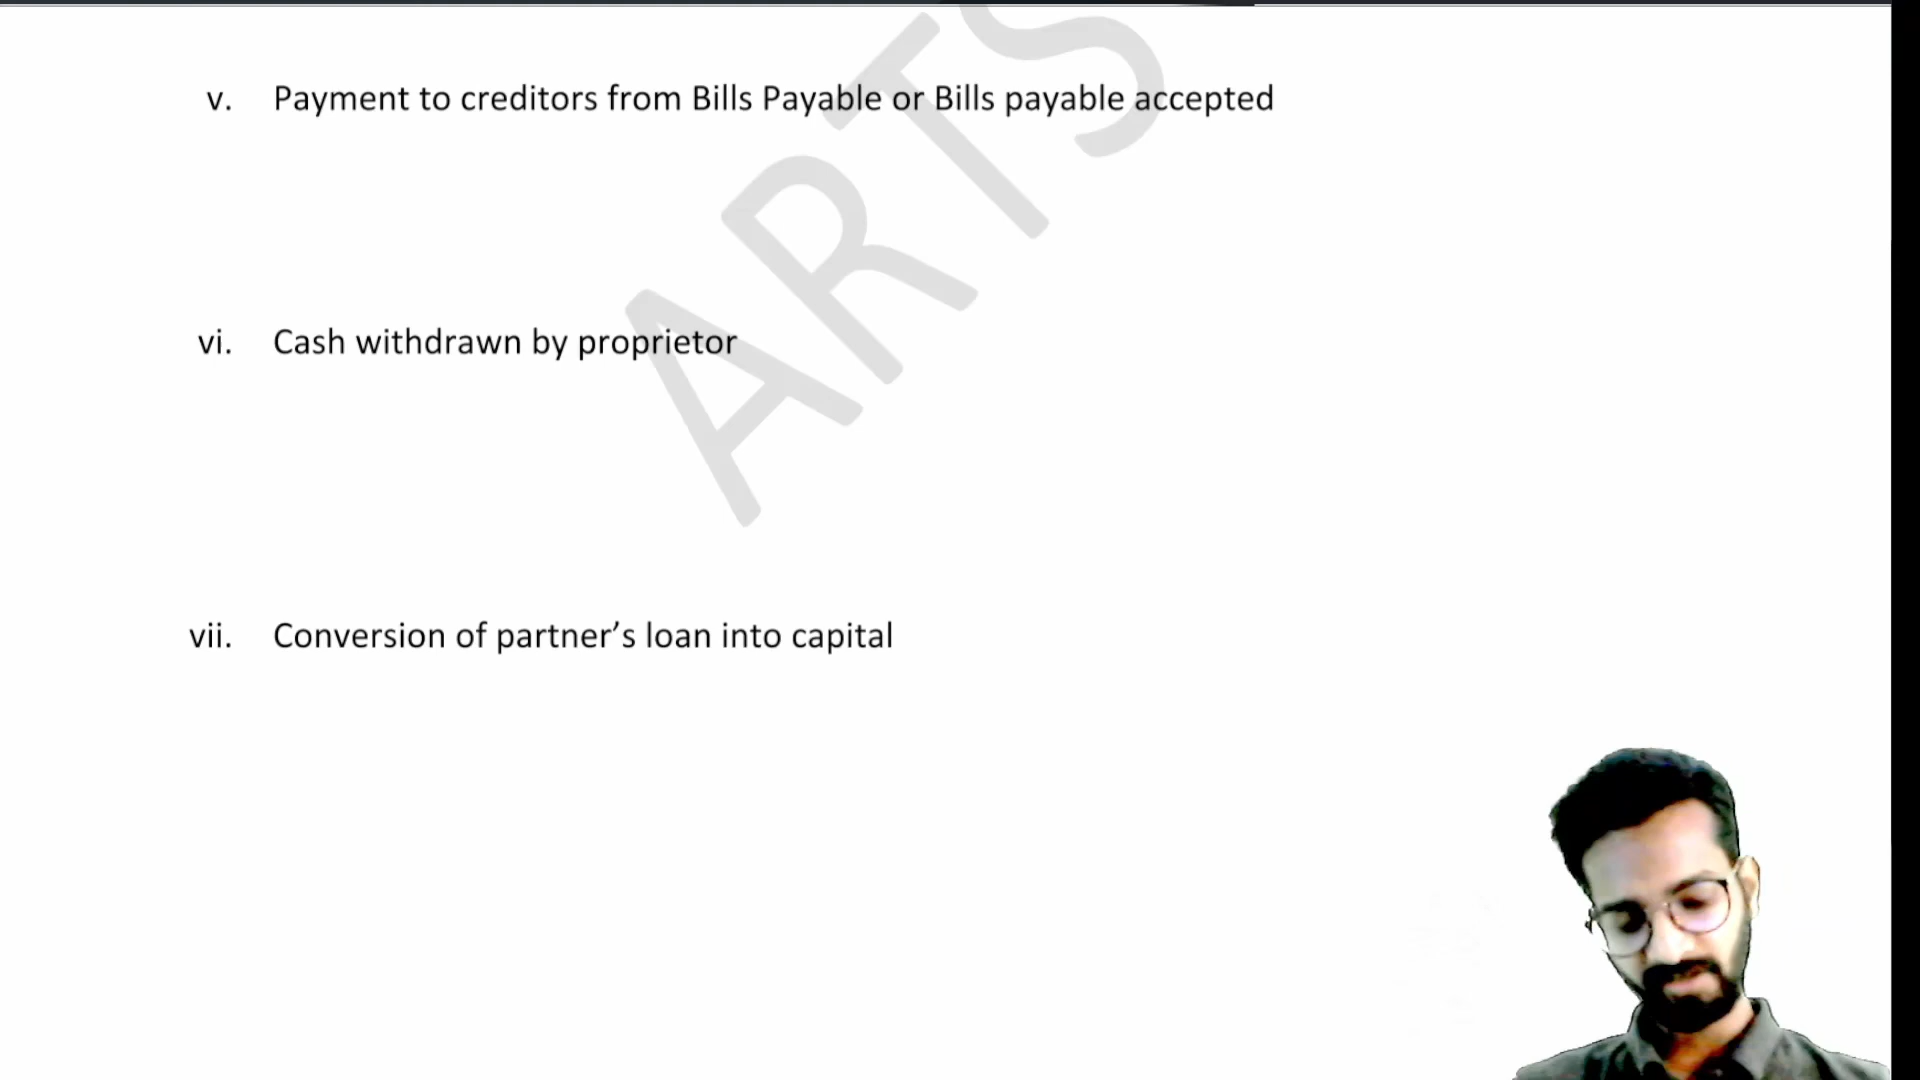 ARTS
v. Payment to creditors from Bills Payable or Bills payable accepted
vi. Cash withdrawn by proprietor
vii. Conversion of partner’s loan into capital